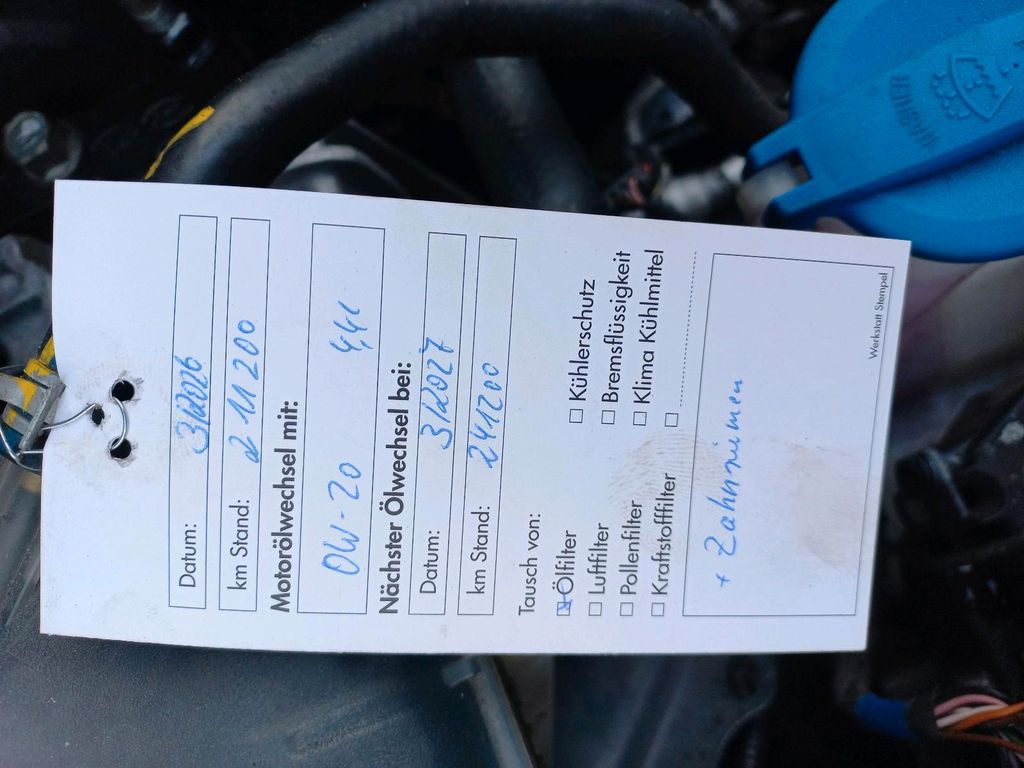 Datum: 3/2026
km Stand: 211200
Motorölwechsel mit:
0W-20 4,4l
Nächster Ölwechsel bei:
Datum: 3/2027
km Stand: 241200
Tausch von:
Ölfilter
Luftfilter
Pollenfilter
Kraftstofffilter
Kühlerschutz
Bremsflüssigkeit
Klima Kühlmittel
+ Zahnriemen
Werkstatt Stempel
WASTER